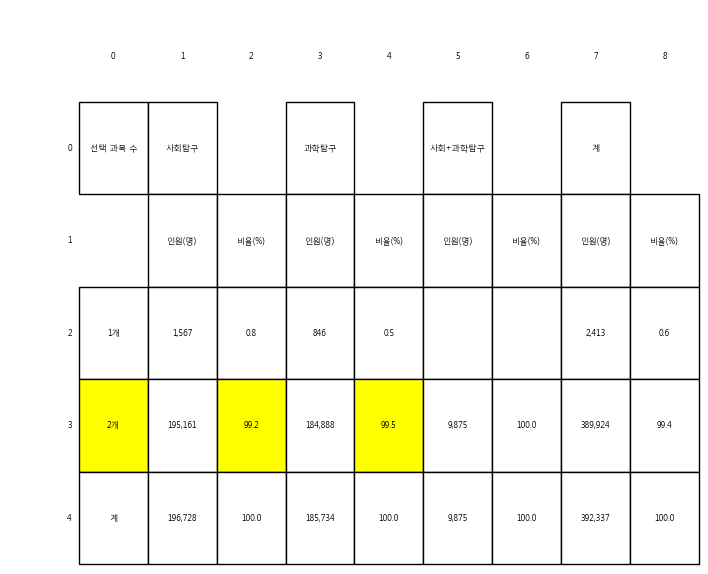 0 1 2 3 4 5 6 7 8
0 선택 과목 수 사회탐구 과학탐구 사회+과학탐구 계
1 인원(명) 비율(%) 인원(명) 비율(%) 인원(명) 비율(%) 인원(명) 비율(%)
2 1개 1,567 0.8 846 0.5 2,413 0.6
3 2개 195,161 99.2 184,888 99.5 9,875 100.0 389,924 99.4
4 계 196,728 100.0 185,734 100.0 9,875 100.0 392,337 100.0